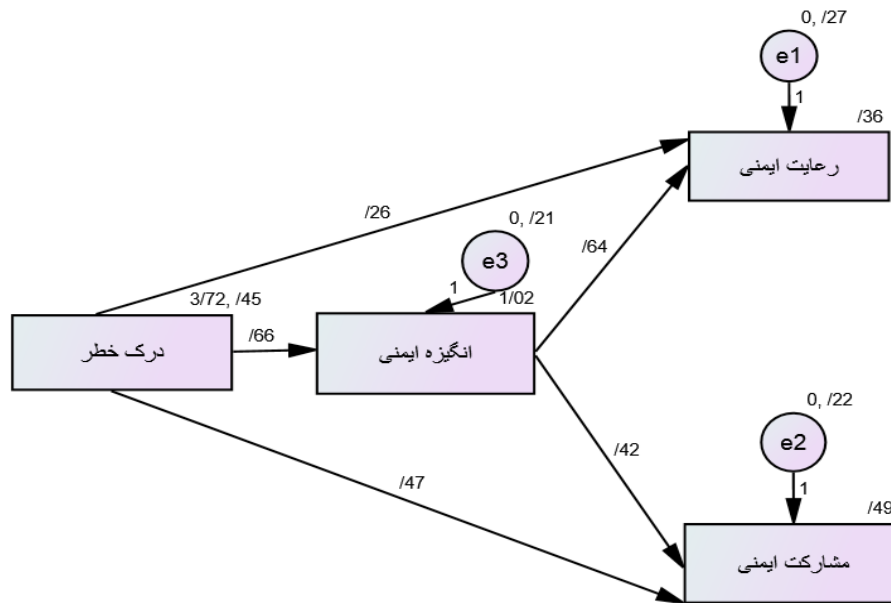 0, /27
e1
1
/36
رعایت ایمنی
/26
/64
0, /21
e3
1
1/02
3/72, /45
درک خطر
/66
انگیزه ایمنی
0, /22
e2
/42
1
/47
/49
مشارکت ایمنی